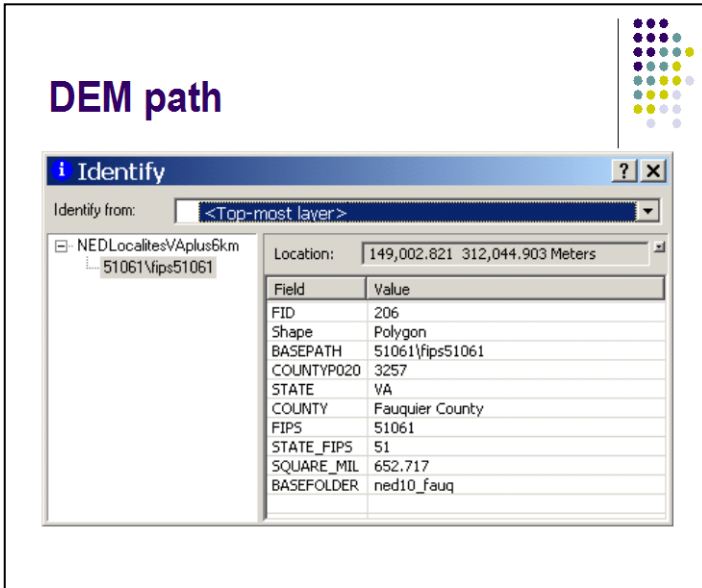 DEM path
i Identify ? X
Identify from: <Top-most layer>
NEDLocalitesVAplus6km
51061\fips51061
Location: 149,002.821 312,044.903 Meters
Field Value
FID 206
Shape Polygon
BASEPATH 51061\fips51061
COUNTYP020 3257
STATE VA
COUNTY Fauquier County
FIPS 51061
STATE_FIPS 51
SQUARE_MIL 652.717
BASEFOLDER ned10_fauq